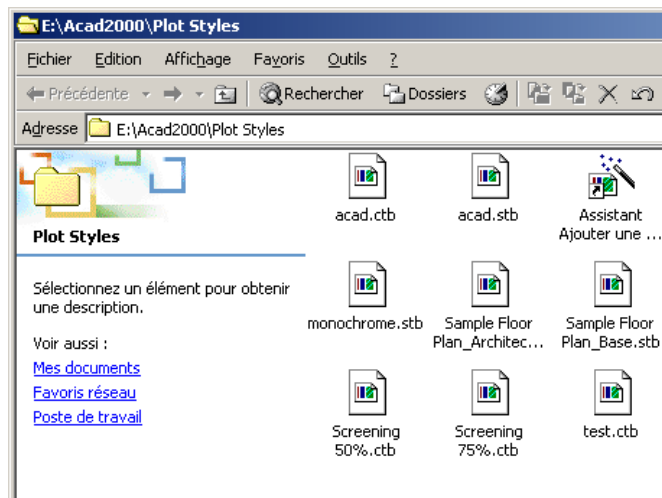 E:\Acad2000\Plot Styles
Fichier Edition Affichage Favoris Outils ?
Précédente Rechercher Dossiers
Adresse E:\Acad2000\Plot Styles
Plot Styles
Sélectionnez un élément pour obtenir
une description.
Voir aussi :
Mes documents
Favoris réseau
Poste de travail
acad.ctb
acad.stb
Assistant
Ajouter une ...
monochrome.stb
Sample Floor
Plan_Architec...
Sample Floor
Plan_Base.stb
Screening
50%.ctb
Screening
75%.ctb
test.ctb